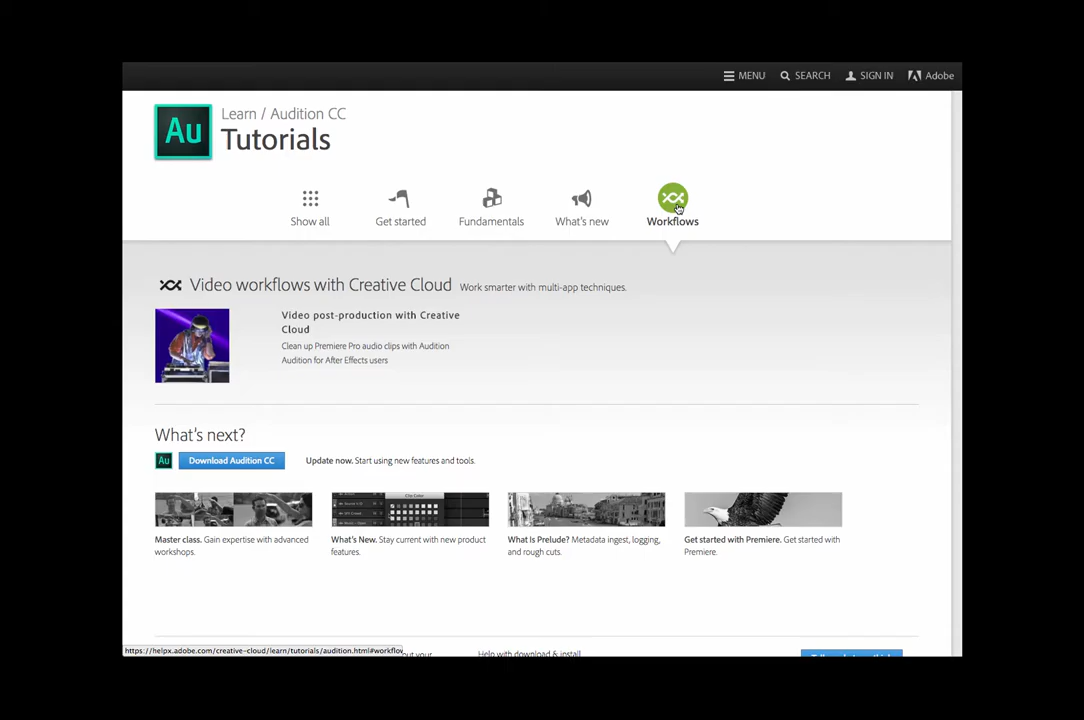 MENU SEARCH SIGN IN Adobe
Au
Learn / Audition CC
Tutorials
Show all Get started Fundamentals What's new Workflows
Video workflows with Creative Cloud Work smarter with multi-app techniques.
Video post-production with Creative
Cloud
Clean up Premiere Pro audio clips with Audition
Audition for After Effects users
What's next?
Au Download Audition CC Update now. Start using new features and tools.
Master class. Gain expertise with advanced
workshops.
What's New. Stay current with new product
features.
What Is Prelude? Metadata ingest, logging,
and rough cuts.
Get started with Premiere. Get started with
Premiere.
https://helpx.adobe.com/creative-cloud/learn/tutorials/audition.html#workflow
out your Help with download & install